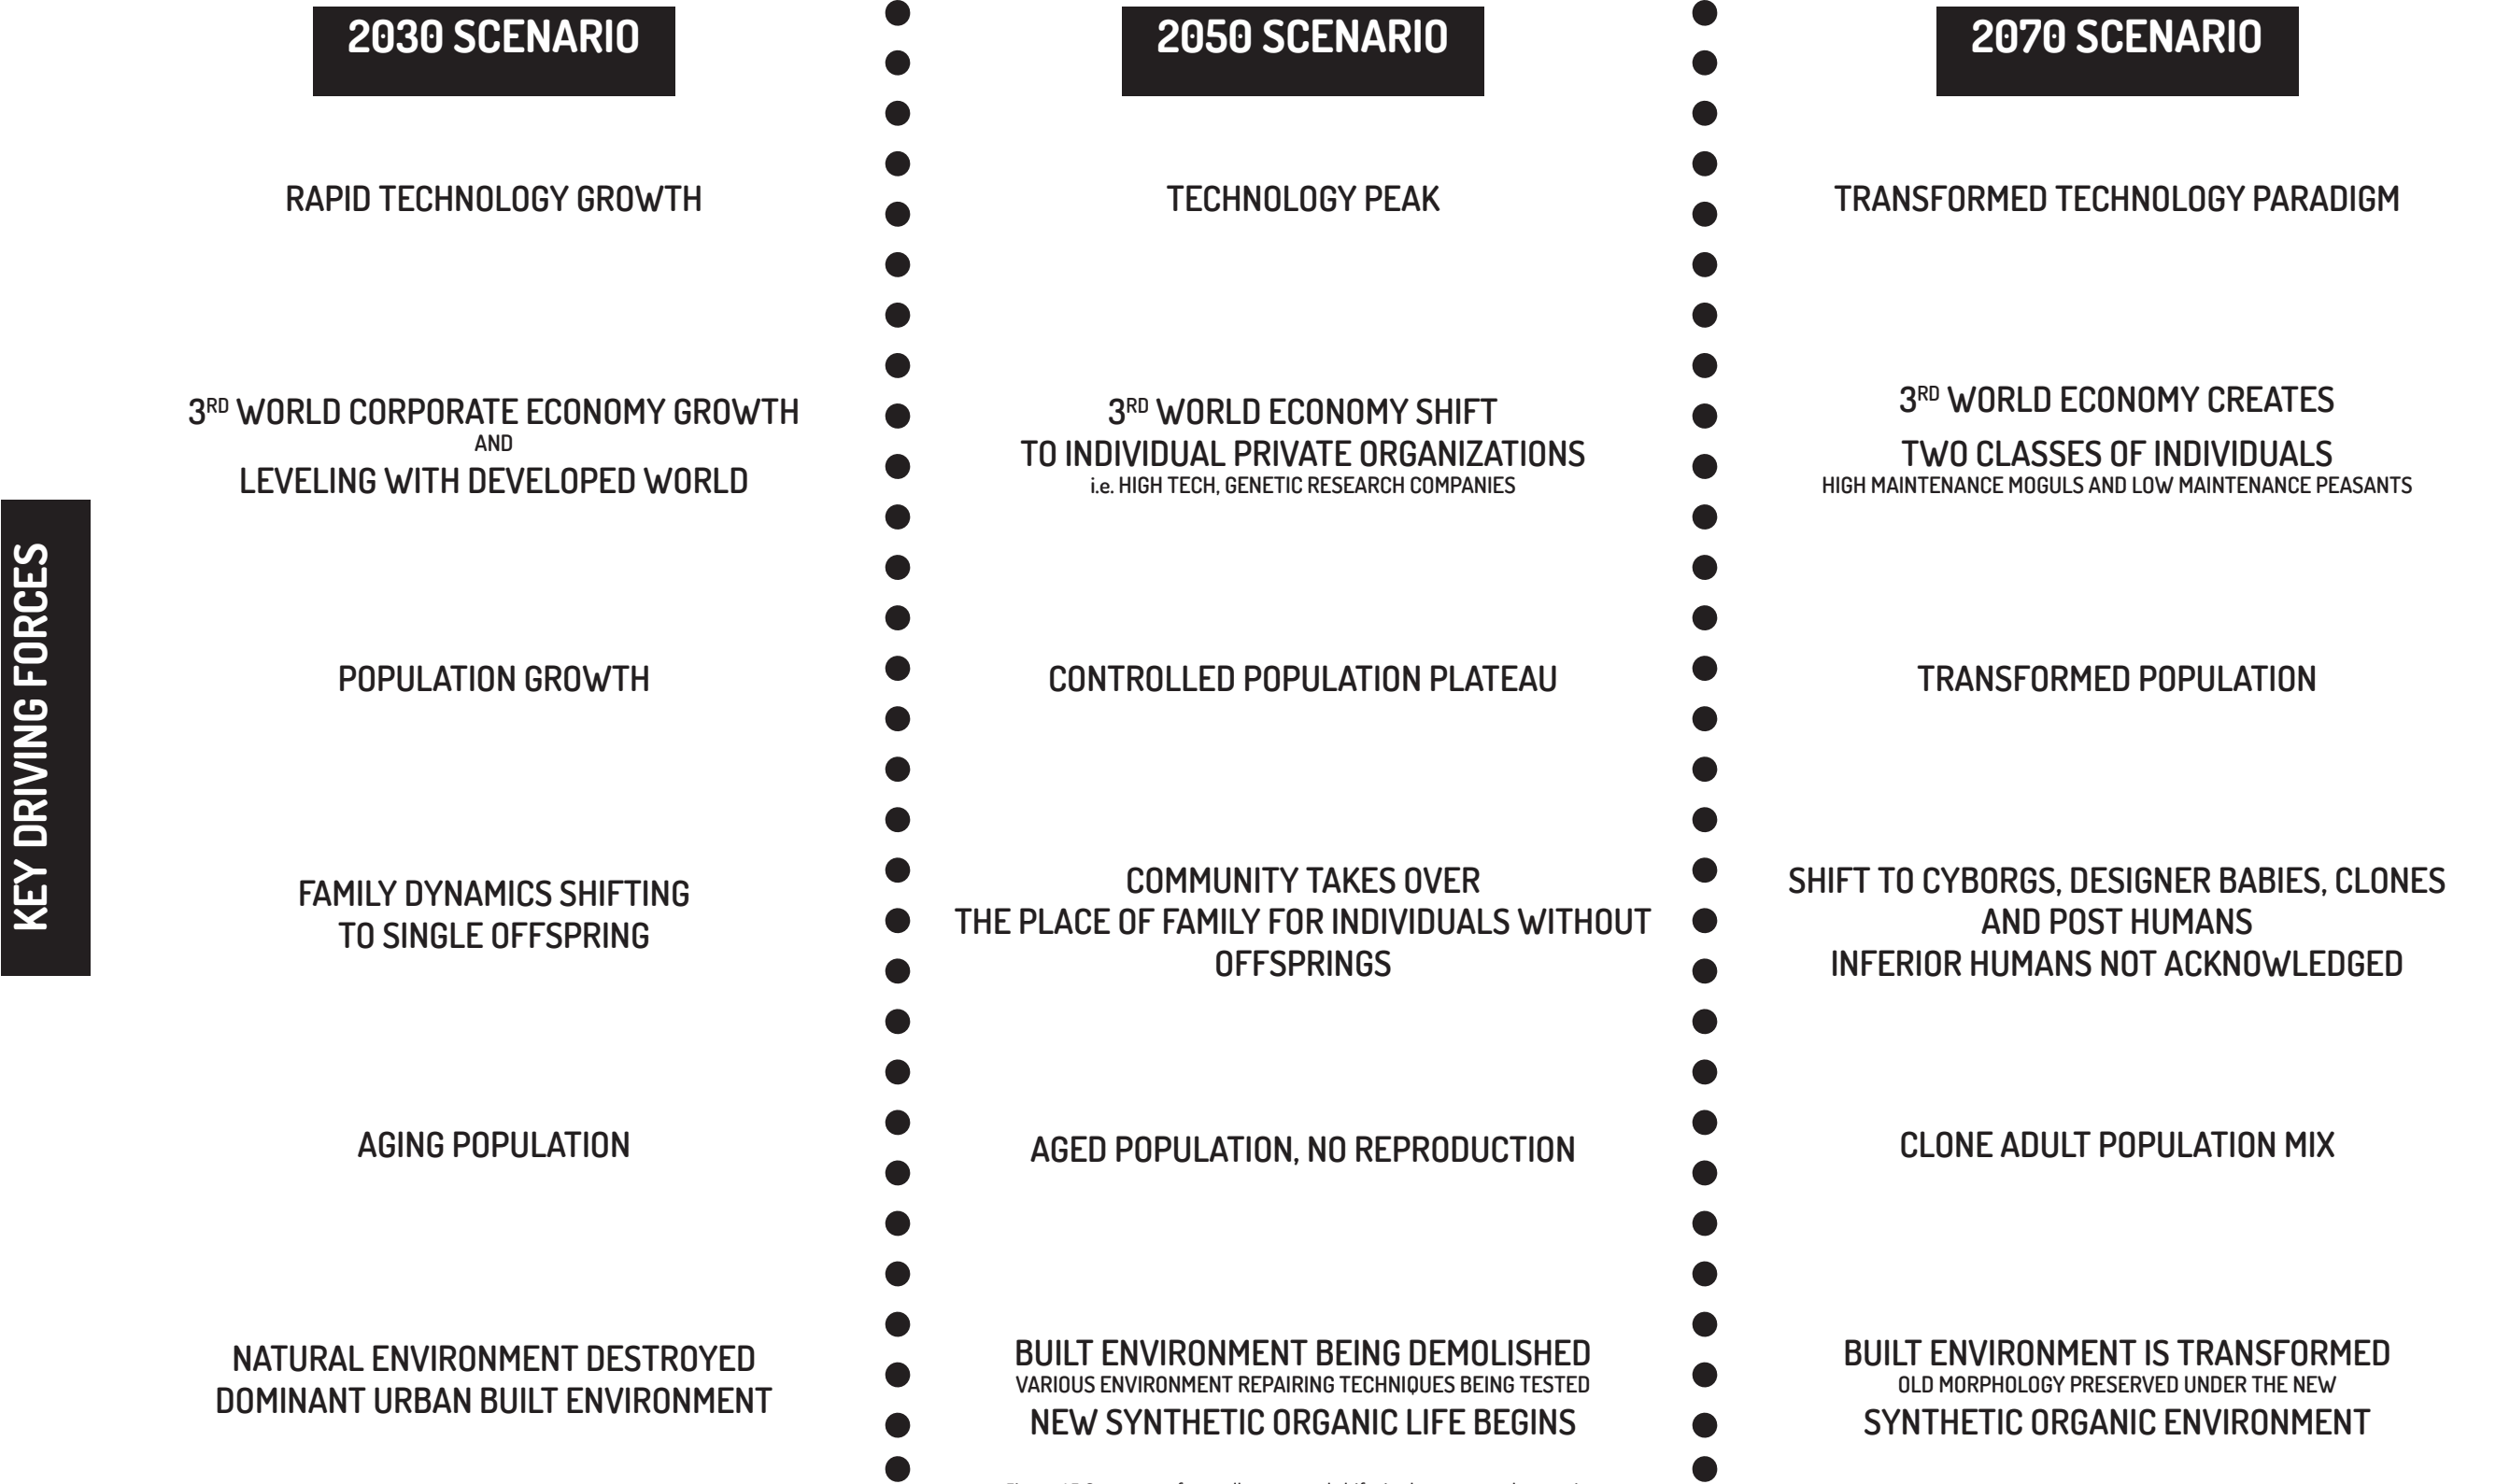 2030 SCENARIO
2050 SCENARIO
2070 SCENARIO
KEY DRIVING FORCES
RAPID TECHNOLOGY GROWTH
TECHNOLOGY PEAK
TRANSFORMED TECHNOLOGY PARADIGM
3RD WORLD CORPORATE ECONOMY GROWTH
AND
LEVELING WITH DEVELOPED WORLD
3RD WORLD ECONOMY SHIFT
TO INDIVIDUAL PRIVATE ORGANIZATIONS
i.e. HIGH TECH, GENETIC RESEARCH COMPANIES
3RD WORLD ECONOMY CREATES
TWO CLASSES OF INDIVIDUALS
HIGH MAINTENANCE MOGULS AND LOW MAINTENANCE PEASANTS
POPULATION GROWTH
CONTROLLED POPULATION PLATEAU
TRANSFORMED POPULATION
FAMILY DYNAMICS SHIFTING
TO SINGLE OFFSPRING
COMMUNITY TAKES OVER
THE PLACE OF FAMILY FOR INDIVIDUALS WITHOUT
OFFSPRINGS
SHIFT TO CYBORGS, DESIGNER BABIES, CLONES
AND POST HUMANS
INFERIOR HUMANS NOT ACKNOWLEDGED
AGING POPULATION
AGED POPULATION, NO REPRODUCTION
CLONE ADULT POPULATION MIX
NATURAL ENVIRONMENT DESTROYED
DOMINANT URBAN BUILT ENVIRONMENT
BUILT ENVIRONMENT BEING DEMOLISHED
VARIOUS ENVIRONMENT REPAIRING TECHNIQUES BEING TESTED
NEW SYNTHETIC ORGANIC LIFE BEGINS
BUILT ENVIRONMENT IS TRANSFORMED
OLD MORPHOLOGY PRESERVED UNDER THE NEW
SYNTHETIC ORGANIC ENVIRONMENT